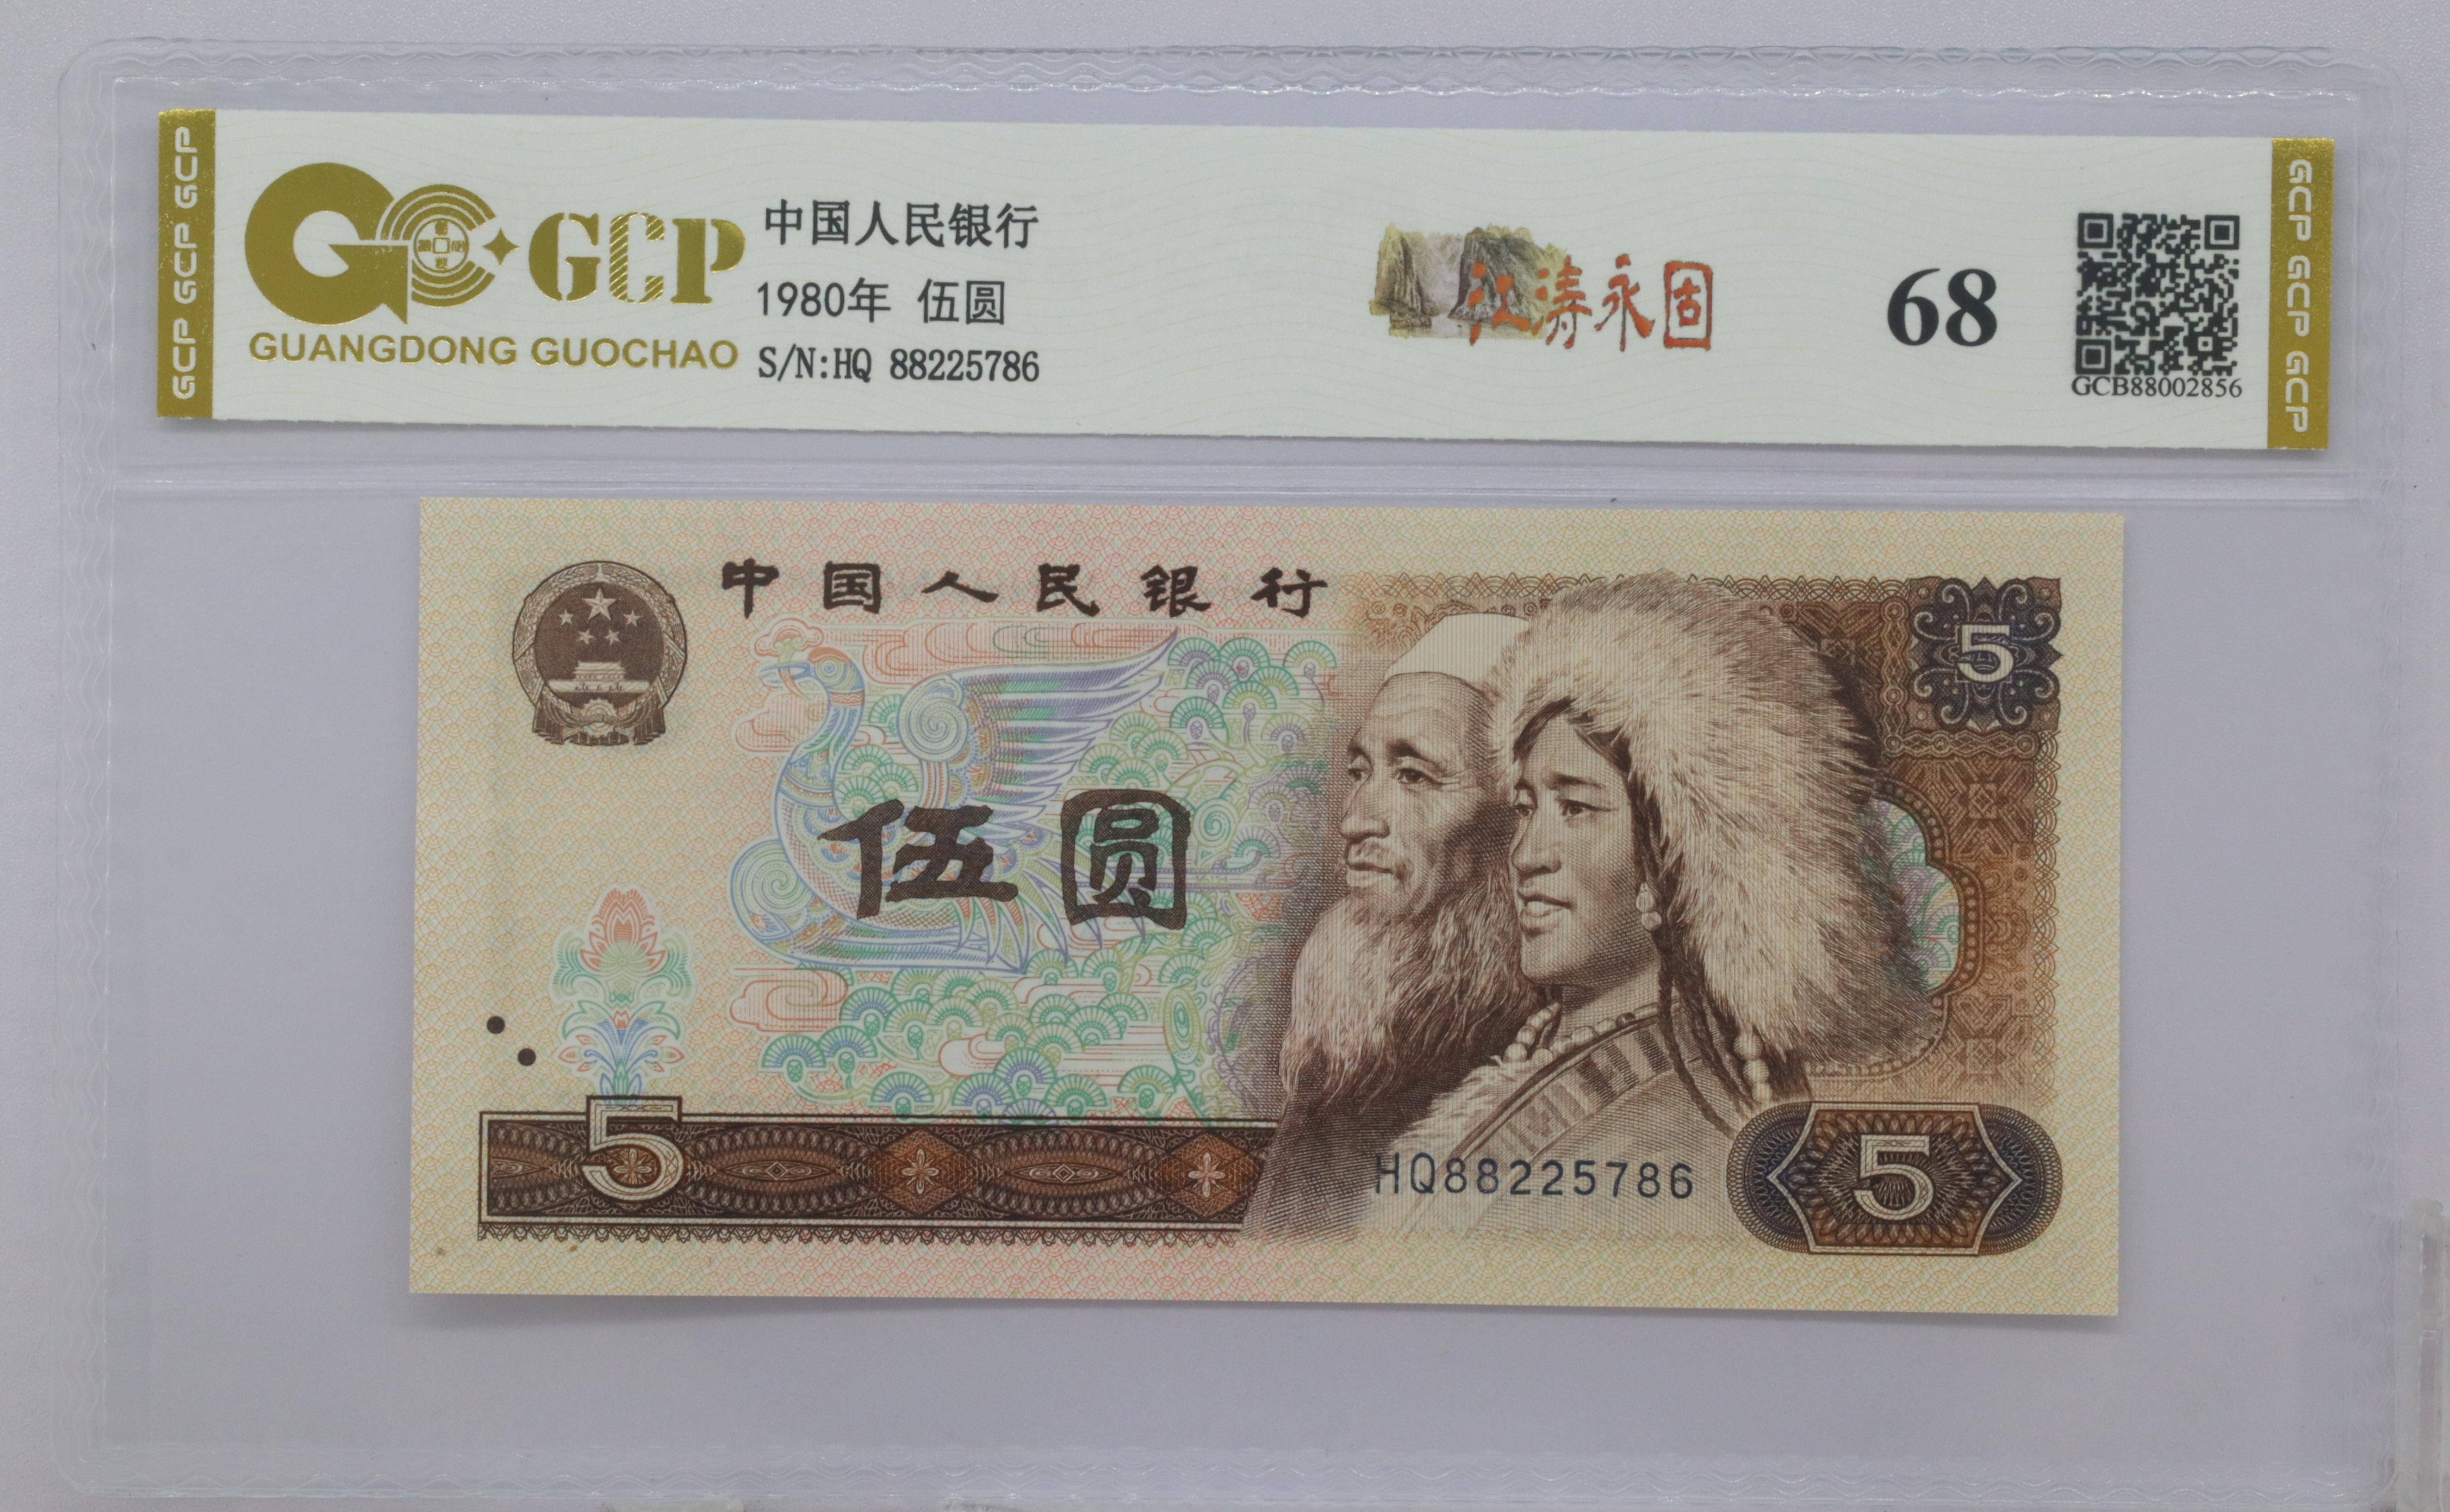 GCP GCP GCP
GCP
GUANGDONG GUOCHAO
中国人民银行
1980年 伍圆
S/N:HQ 88225786
江涛永固
68
GCB88002856
GCP GCP GCP
中国人民银行
5
伍圆
5
HQ88225786
5